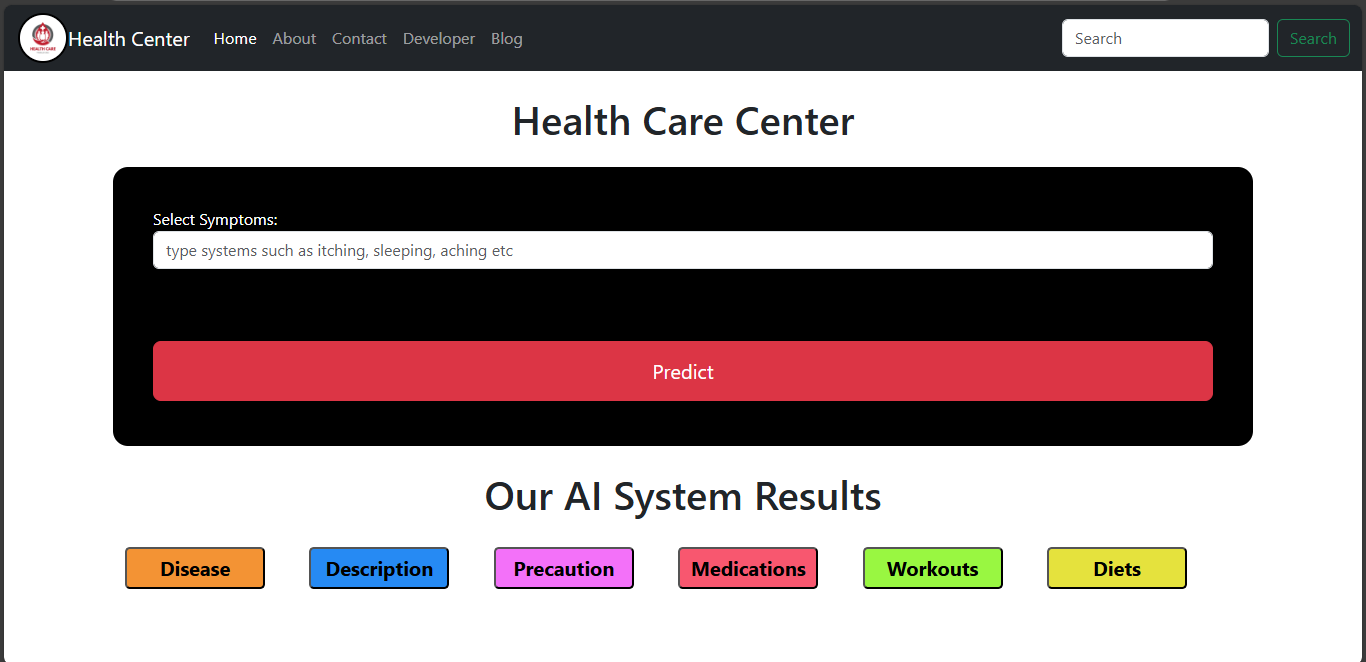 HEALTH CARE
Health Center Home About Contact Developer Blog Search Search
Health Care Center
Select Symptoms:
type systems such as itching, sleeping, aching etc
Predict
Our AI System Results
Disease Description Precaution Medications Workouts Diets